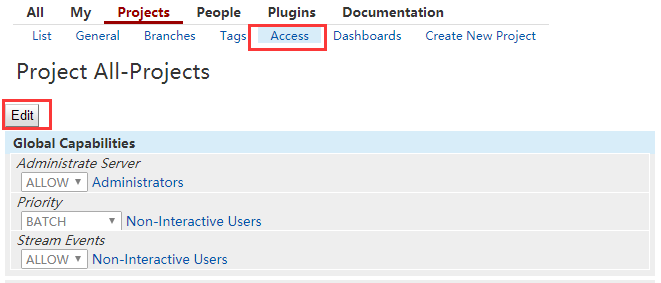 All My Projects People Plugins Documentation
List General Branches Tags Access Dashboards Create New Project
Project All-Projects
Edit
Global Capabilities
Administrate Server
ALLOW Administrators
Priority
BATCH Non-Interactive Users
Stream Events
ALLOW Non-Interactive Users